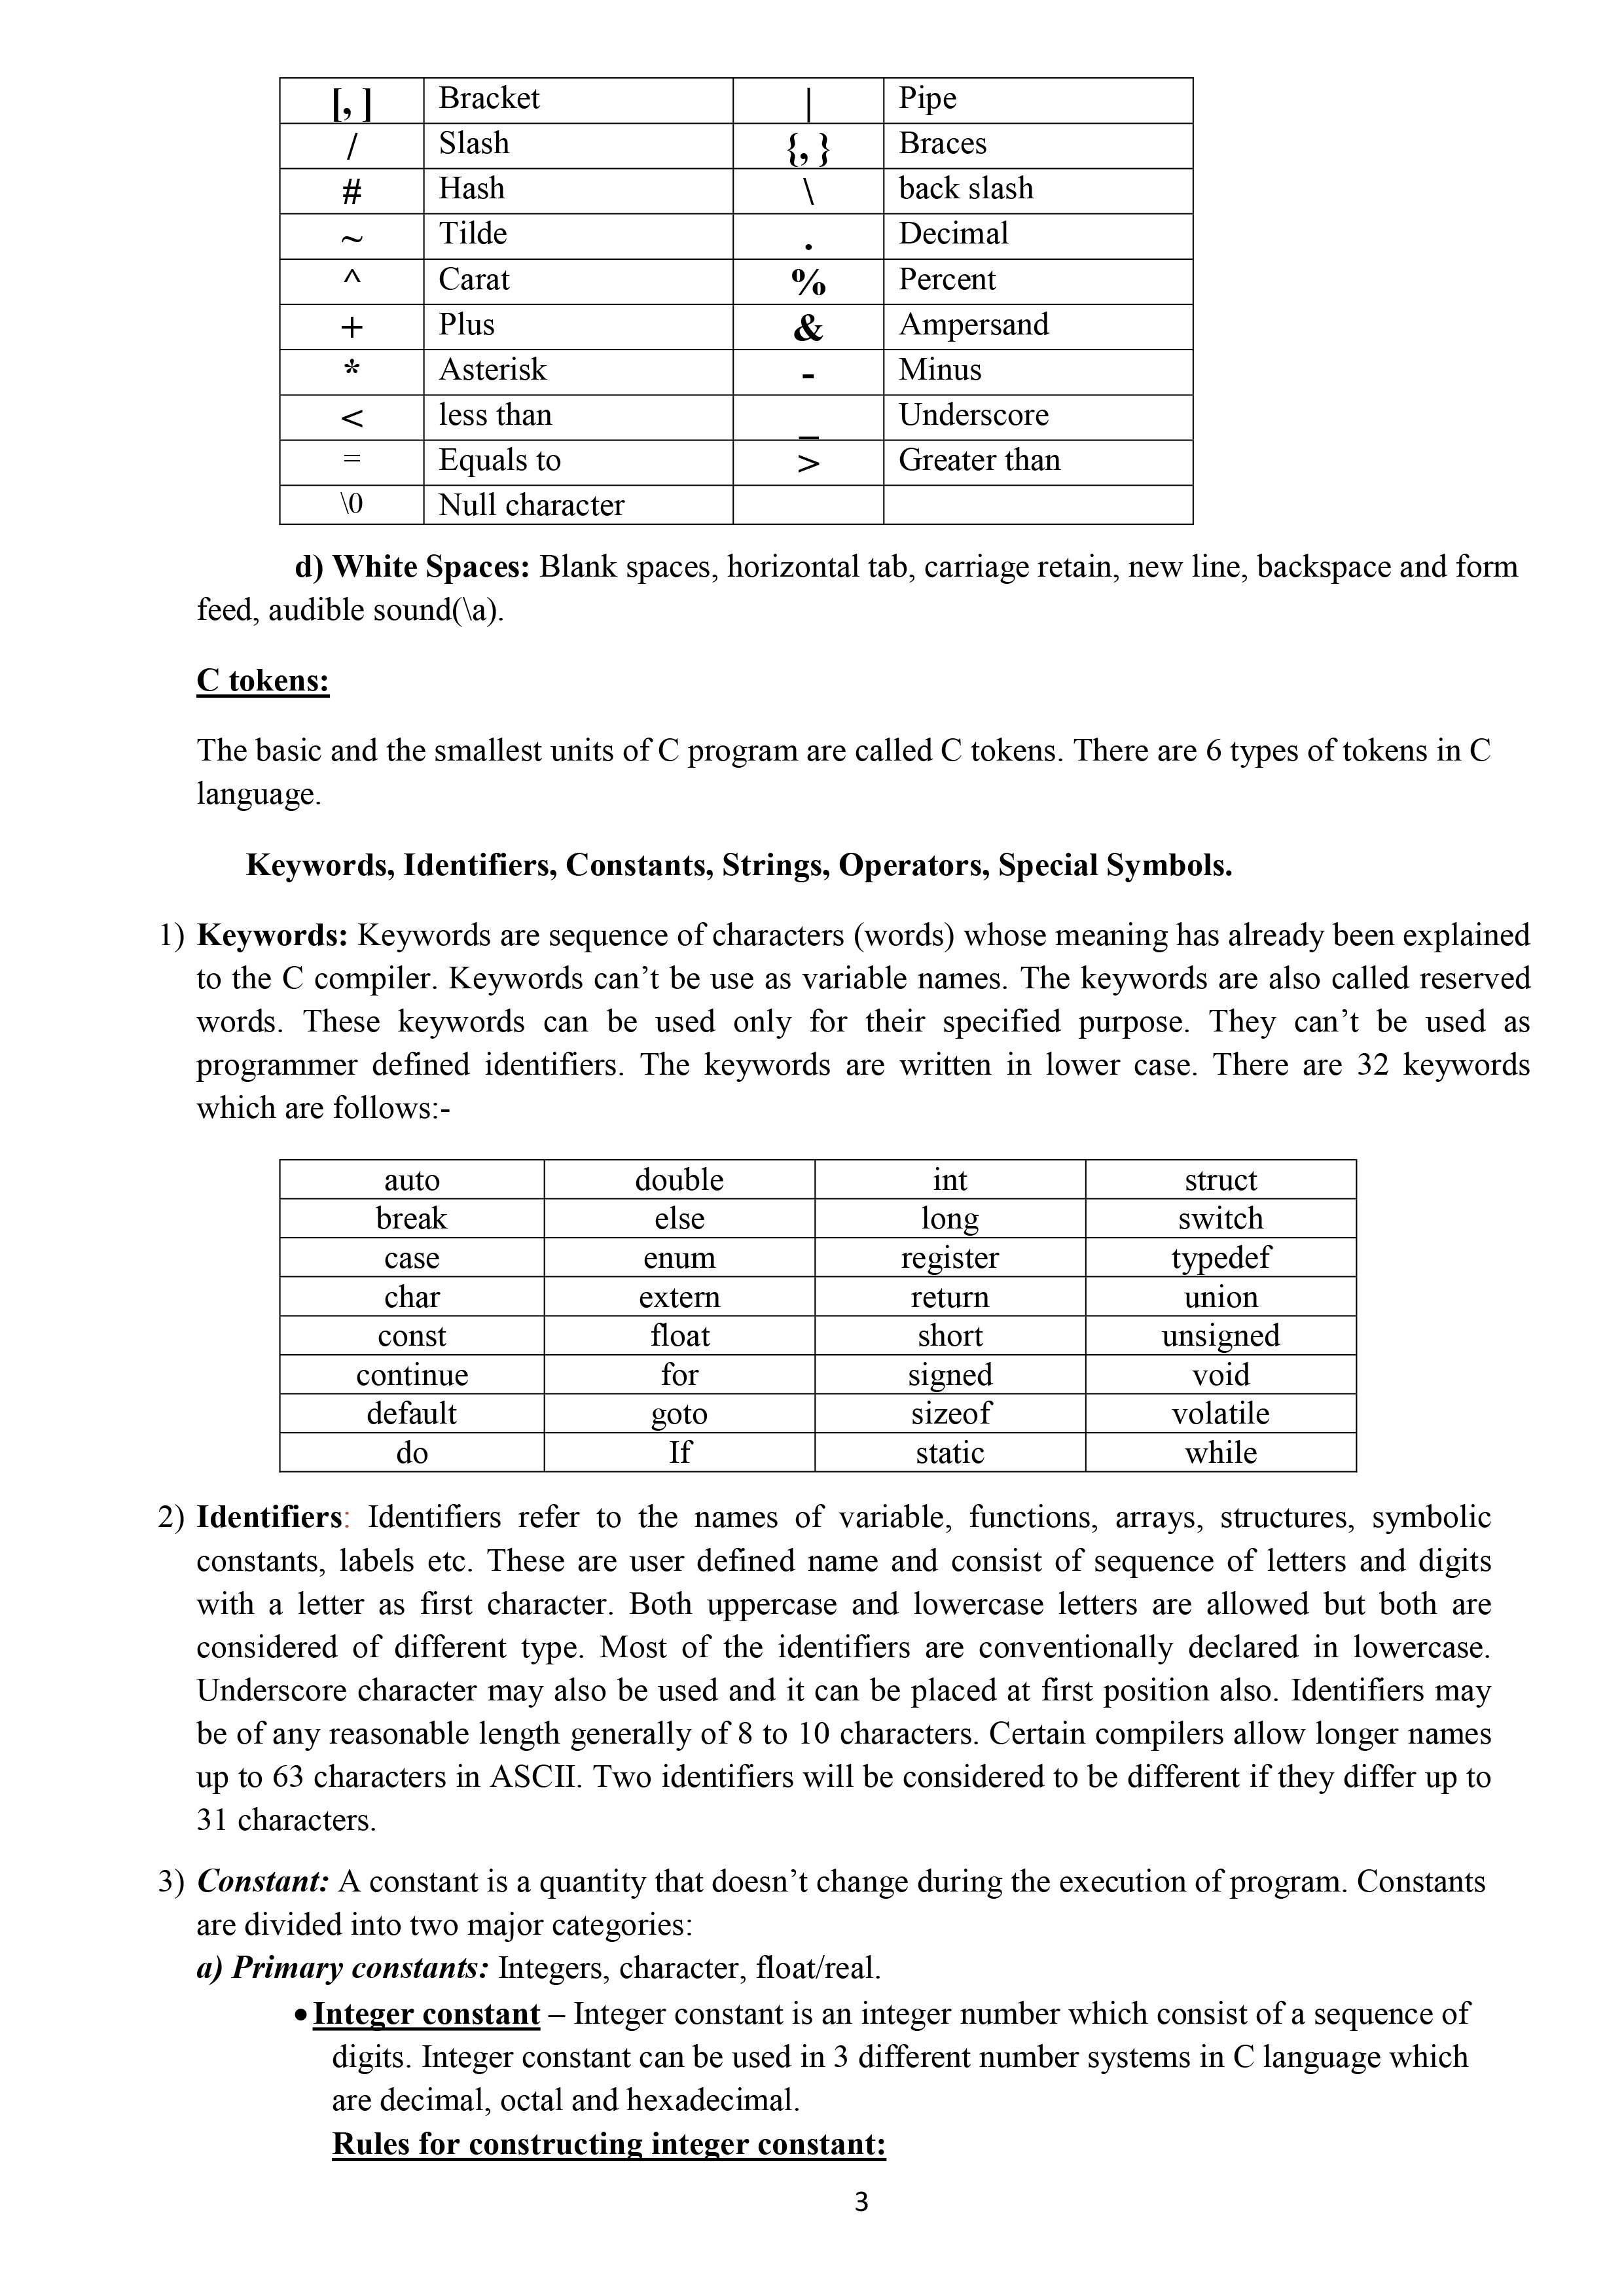 [, ] Bracket | Pipe
/ Slash {, } Braces
# Hash \ back slash
~ Tilde . Decimal
^ Carat % Percent
+ Plus & Ampersand
* Asterisk - Minus
< less than _ Underscore
= Equals to > Greater than
\0 Null character
d) White Spaces: Blank spaces, horizontal tab, carriage retain, new line, backspace and form
feed, audible sound(\a).
C tokens:
The basic and the smallest units of C program are called C tokens. There are 6 types of tokens in C
language.
Keywords, Identifiers, Constants, Strings, Operators, Special Symbols.
1) Keywords: Keywords are sequence of characters (words) whose meaning has already been explained
to the C compiler. Keywords can’t be use as variable names. The keywords are also called reserved
words. These keywords can be used only for their specified purpose. They can’t be used as
programmer defined identifiers. The keywords are written in lower case. There are 32 keywords
which are follows:-
auto double int struct
break else long switch
case enum register typedef
char extern return union
const float short unsigned
continue for signed void
default goto sizeof volatile
do If static while
2) Identifiers: Identifiers refer to the names of variable, functions, arrays, structures, symbolic
constants, labels etc. These are user defined name and consist of sequence of letters and digits
with a letter as first character. Both uppercase and lowercase letters are allowed but both are
considered of different type. Most of the identifiers are conventionally declared in lowercase.
Underscore character may also be used and it can be placed at first position also. Identifiers may
be of any reasonable length generally of 8 to 10 characters. Certain compilers allow longer names
up to 63 characters in ASCII. Two identifiers will be considered to be different if they differ up to
31 characters.
3) Constant: A constant is a quantity that doesn’t change during the execution of program. Constants
are divided into two major categories:
a) Primary constants: Integers, character, float/real.
• Integer constant – Integer constant is an integer number which consist of a sequence of
digits. Integer constant can be used in 3 different number systems in C language which
are decimal, octal and hexadecimal.
Rules for constructing integer constant:
3